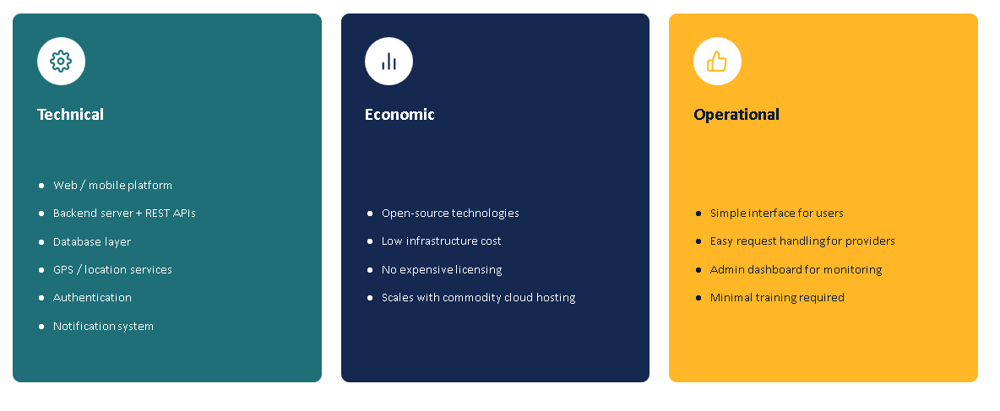 Technical
Web / mobile platform
Backend server + REST APIs
Database layer
GPS / location services
Authentication
Notification system
Economic
Open-source technologies
Low infrastructure cost
No expensive licensing
Scales with commodity cloud hosting
Operational
Simple interface for users
Easy request handling for providers
Admin dashboard for monitoring
Minimal training required